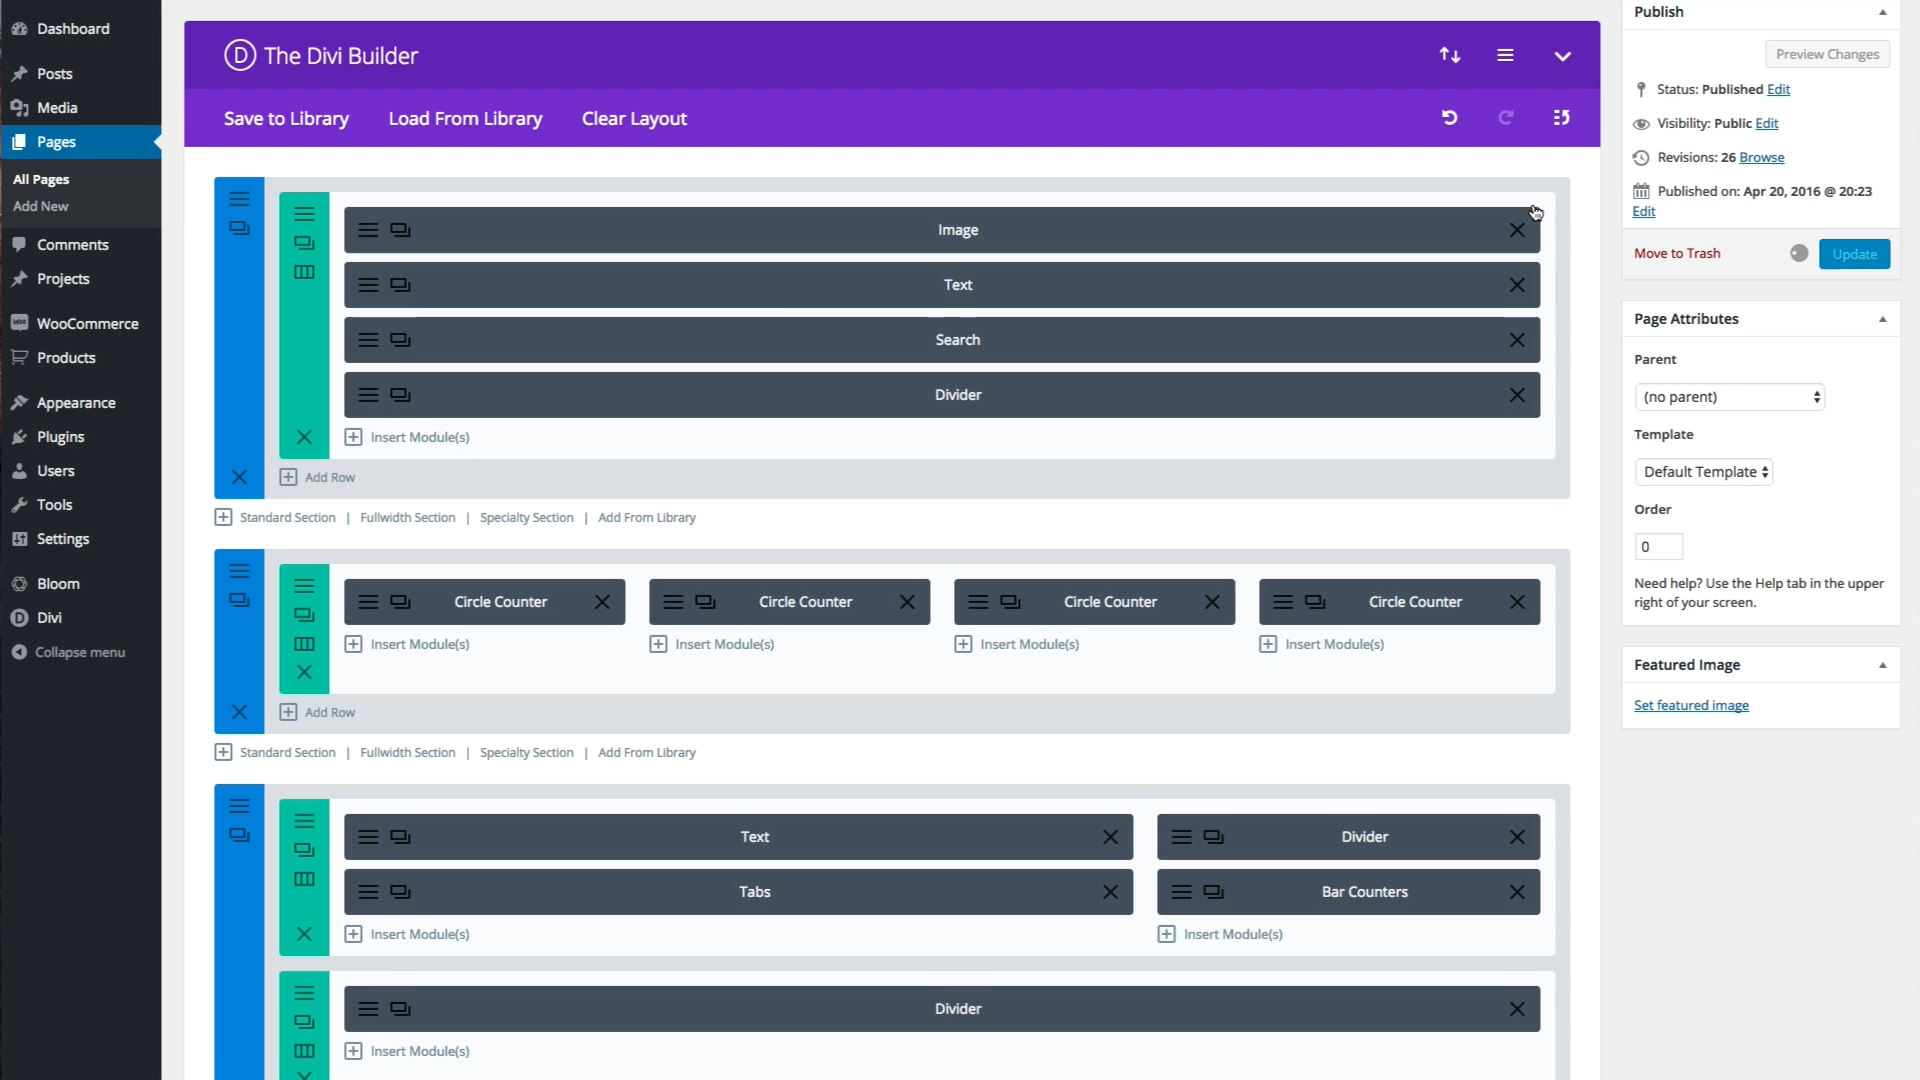 Dashboard
Posts
Media
Pages
All Pages
Add New
Comments
Projects
WooCommerce
Products
Appearance
Plugins
Users
Tools
Settings
Bloom
Divi
Collapse menu
The Divi Builder
Save to Library Load From Library Clear Layout
Image
Text
Search
Divider
Insert Module(s)
Add Row
Standard Section | Fullwidth Section | Specialty Section | Add From Library
Circle Counter Circle Counter Circle Counter Circle Counter
Insert Module(s) Insert Module(s) Insert Module(s) Insert Module(s)
Add Row
Standard Section | Fullwidth Section | Specialty Section | Add From Library
Text Divider
Tabs Bar Counters
Insert Module(s) Insert Module(s)
Divider
Insert Module(s)
Publish
Preview Changes
Status: Published Edit
Visibility: Public Edit
Revisions: 26 Browse
Published on: Apr 20, 2016 @ 20:23
Edit
Move to Trash Update
Page Attributes
Parent
(no parent)
Template
Default Template
Order
0
Need help? Use the Help tab in the upper
right of your screen.
Featured Image
Set featured image